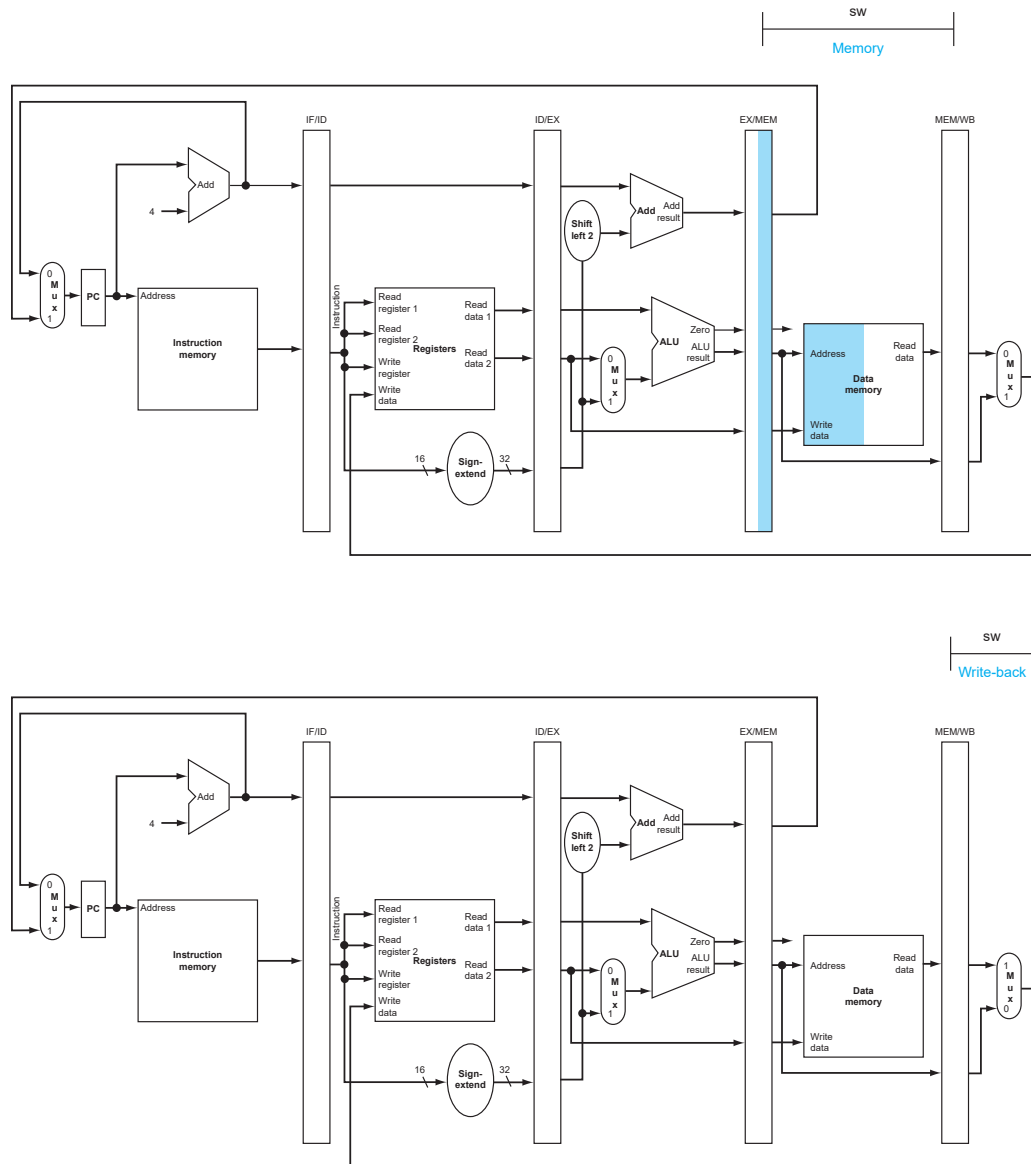 SW
Memory
IF/ID
ID/EX
EX/MEM
MEM/WB
Add
4
Shift
left 2
Add
Add
result
0
M
u
x
1
PC
Address
Instruction
memory
Instruction
Read
register 1
Read
register 2
Write
register
Write
data
Registers
Read
data 1
Read
data 2
16
Sign-
extend
32
0
M
u
x
1
ALU
Zero
ALU
result
Address
Write
data
Data
memory
Read
data
0
M
u
x
1
SW
Write-back
IF/ID
ID/EX
EX/MEM
MEM/WB
Add
4
Shift
left 2
Add
Add
result
0
M
u
x
1
PC
Address
Instruction
memory
Instruction
Read
register 1
Read
register 2
Write
register
Write
data
Registers
Read
data 1
Read
data 2
16
Sign-
extend
32
0
M
u
x
1
ALU
Zero
ALU
result
Address
Write
data
Data
memory
Read
data
1
M
u
x
0